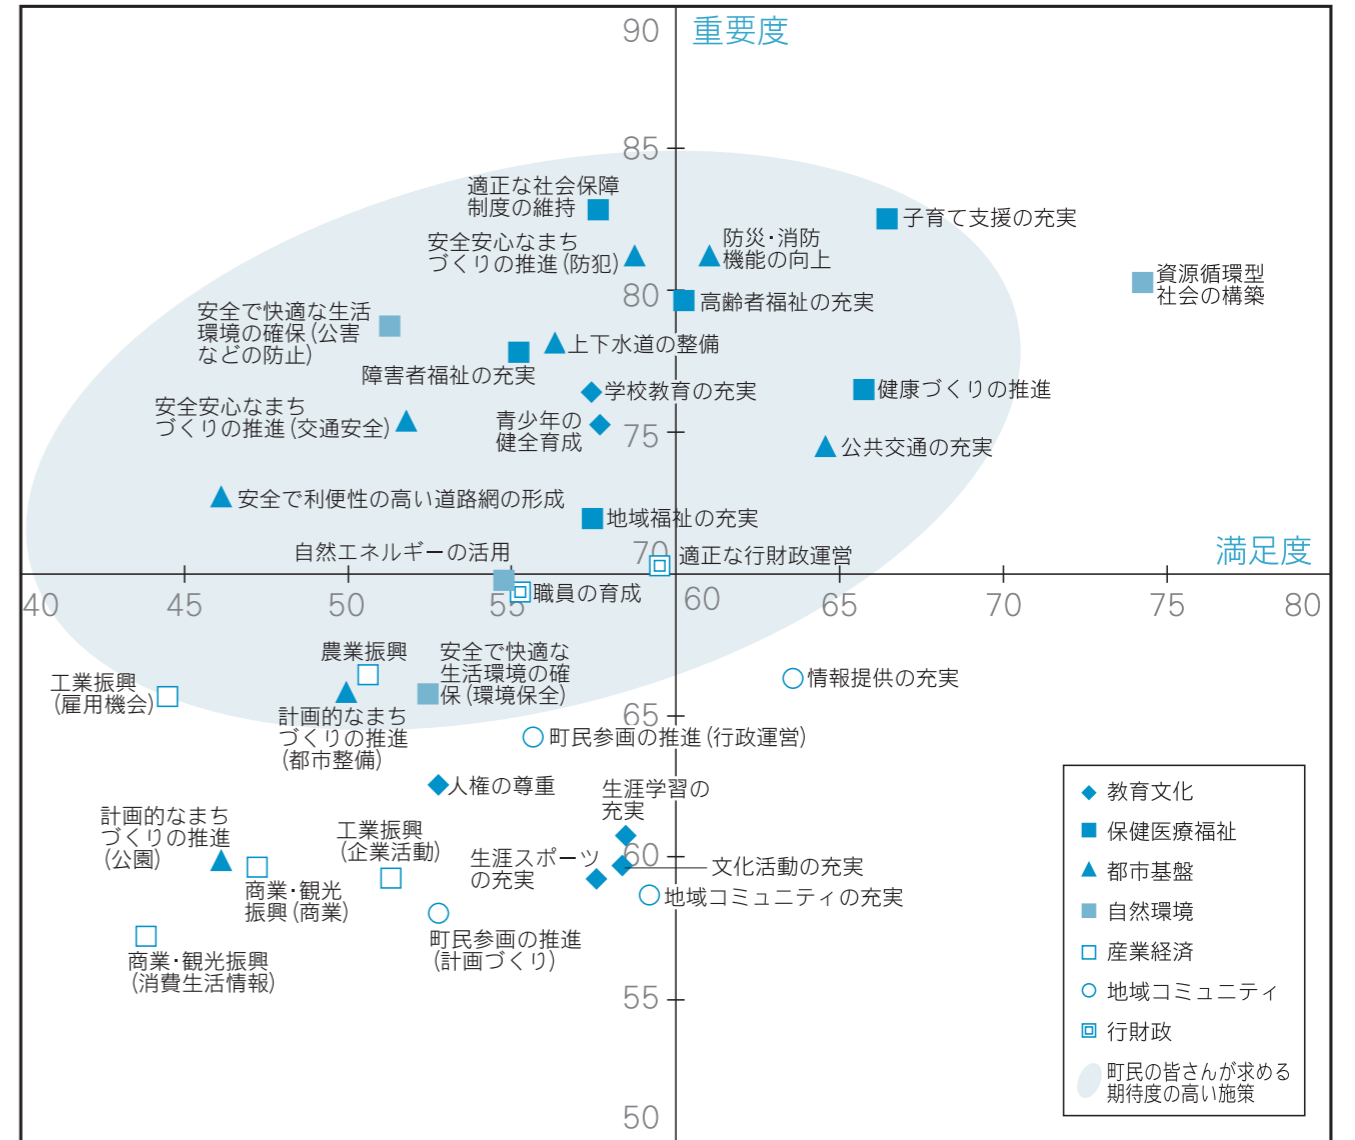 90
重要度
85
適正な社会保障
制度の維持
子育て支援の充実
安全安心なまち
づくりの推進(防犯)
防災・消防
機能の向上
資源循環型
社会の構築
80
高齢者福祉の充実
安全で快適な生活
環境の確保(公害
などの防止)
上下水道の整備
障害者福祉の充実
学校教育の充実
健康づくりの推進
安全安心なまち
づくりの推進(交通安全)
青少年の
健全育成
75
公共交通の充実
安全で利便性の高い道路網の形成
地域福祉の充実
自然エネルギーの活用
70
適正な行財政運営
満足度
職員の育成
40
45
50
55
60
65
70
75
80
農業振興
安全で快適な
生活環境の確
保(環境保全)
工業振興
(雇用機会)
情報提供の充実
計画的なまち
づくりの推進
(都市整備)
65
町民参画の推進(行政運営)
人権の尊重
生涯学習の
充実
計画的なまち
づくりの推進
(公園)
工業振興
(企業活動)
生涯スポーツ
の充実
60
文化活動の充実
商業・観光
振興(商業)
地域コミュニティの充実
町民参画の推進
(計画づくり)
商業・観光振興
(消費生活情報)
55
50
教育文化
保健医療福祉
都市基盤
自然環境
産業経済
地域コミュニティ
行財政
町民の皆さんが求める
期待度の高い施策